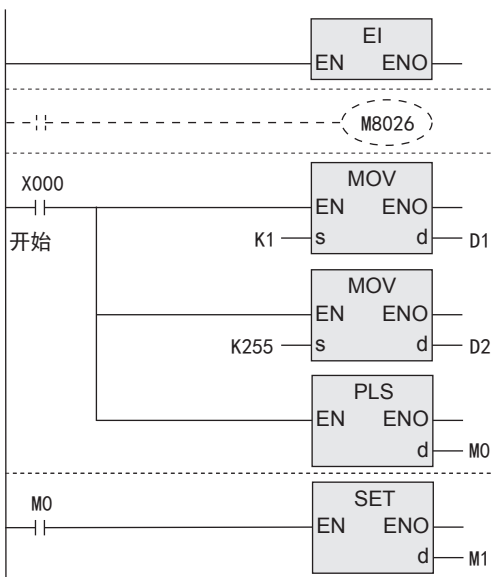 EI
EN ENO
M8026
X000
MOV
EN ENO
开始
K1 s d D1
MOV
EN ENO
K255 s d D2
PLS
EN ENO
d M0
M0
SET
EN ENO
d M1